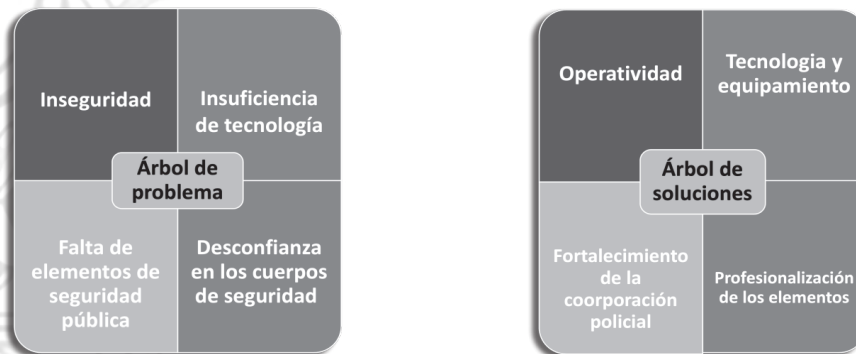 Inseguridad
Insuficiencia
de tecnología
Árbol de
problema
Falta de
elementos de
seguridad
pública
Desconfianza
en los cuerpos
de seguridad
Operatividad
Tecnologia y
equipamiento
Árbol de
soluciones
Fortalecimiento
de la
coorporación
policial
Profesionalización
de los elementos